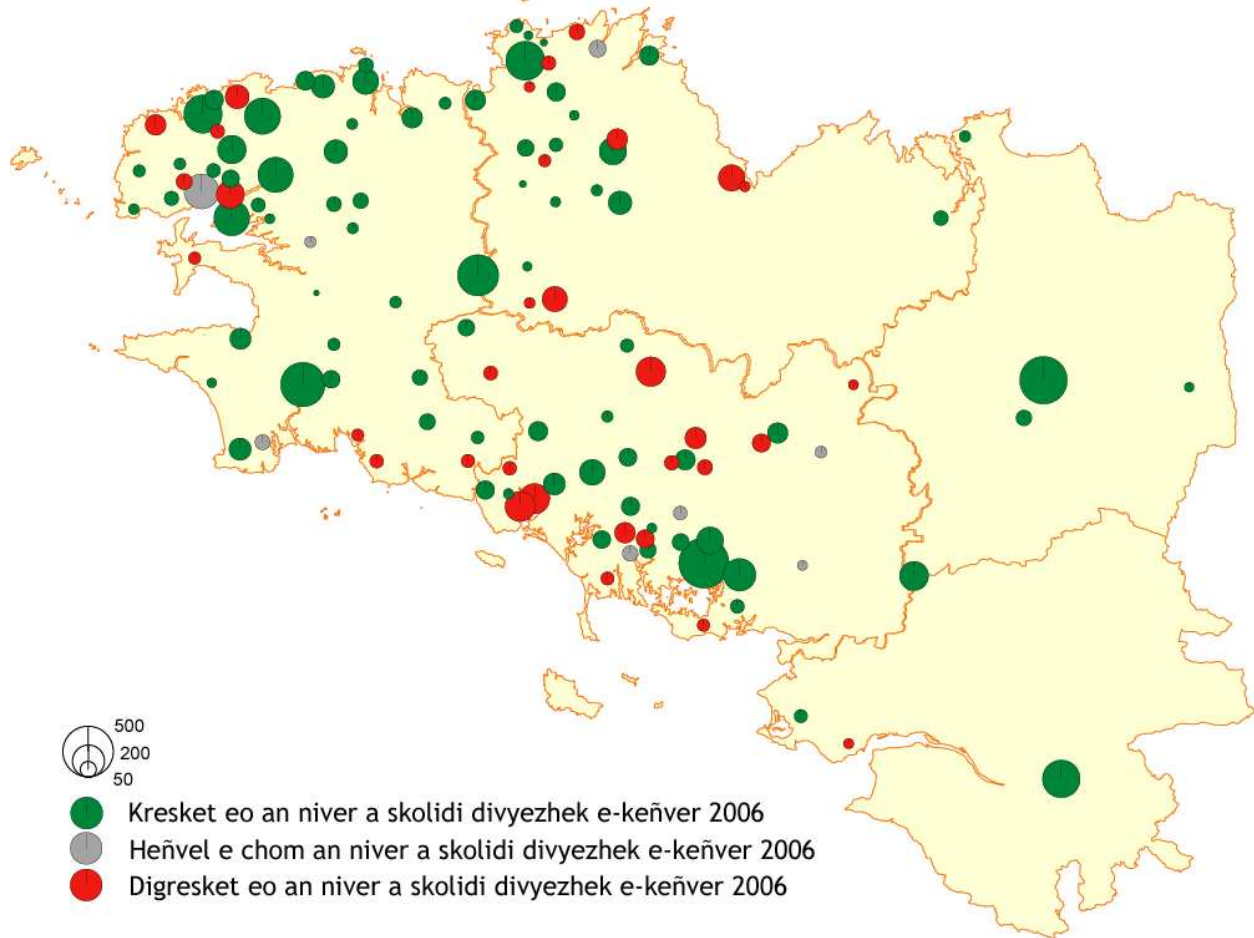 500
200
50
Kresket eo an niver a skolidi divyezhek e-keñver 2006
Heñvel e chom an niver a skolidi divyezhek e-keñver 2006
Digresket eo an niver a skolidi divyezhek e-keñver 2006